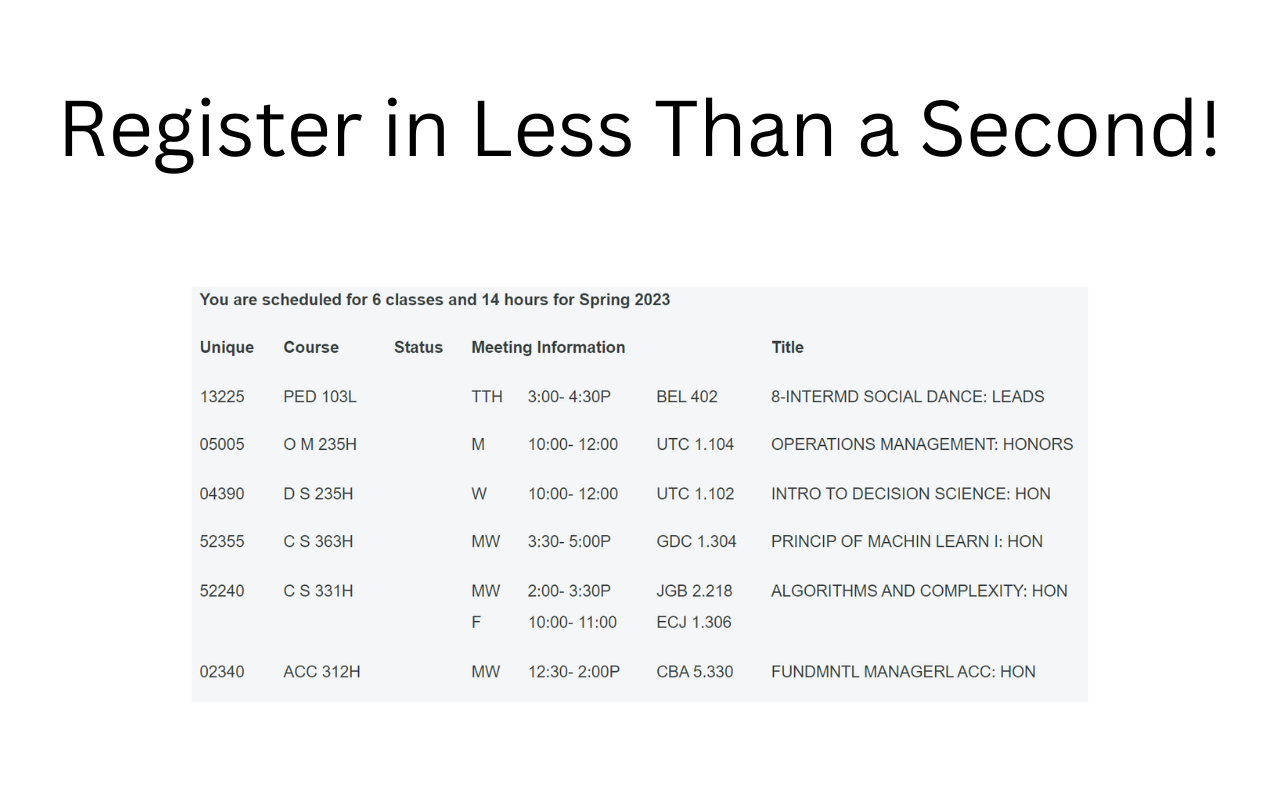 Register in Less Than a Second!
You are scheduled for 6 classes and 14 hours for Spring 2023
Unique Course Status Meeting Information Title
13225 PED 103L TTH 3:00- 4:30P BEL 402 8-INTERMD SOCIAL DANCE: LEADS
05005 O M 235H M 10:00- 12:00 UTC 1.104 OPERATIONS MANAGEMENT: HONORS
04390 D S 235H W 10:00- 12:00 UTC 1.102 INTRO TO DECISION SCIENCE: HON
52355 C S 363H MW 3:30- 5:00P GDC 1.304 PRINCIP OF MACHIN LEARN I: HON
52240 C S 331H MW 2:00- 3:30P JGB 2.218 ALGORITHMS AND COMPLEXITY: HON
F 10:00- 11:00 ECJ 1.306
02340 ACC 312H MW 12:30- 2:00P CBA 5.330 FUNDMNTL MANAGERL ACC: HON